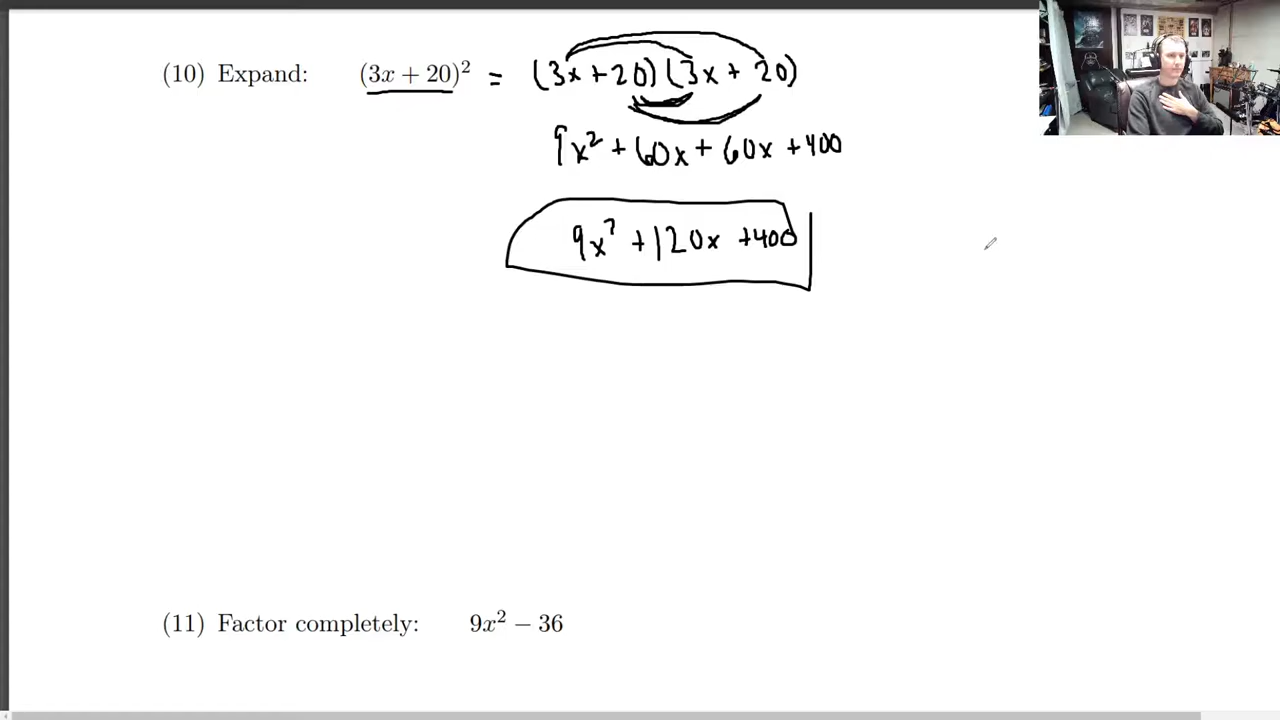 (10) Expand: (3x + 20)² = (3x + 20)(3x + 20)
9x² + 60x + 60x + 400
9x² + 120x + 400
(11) Factor completely: 9x² − 36